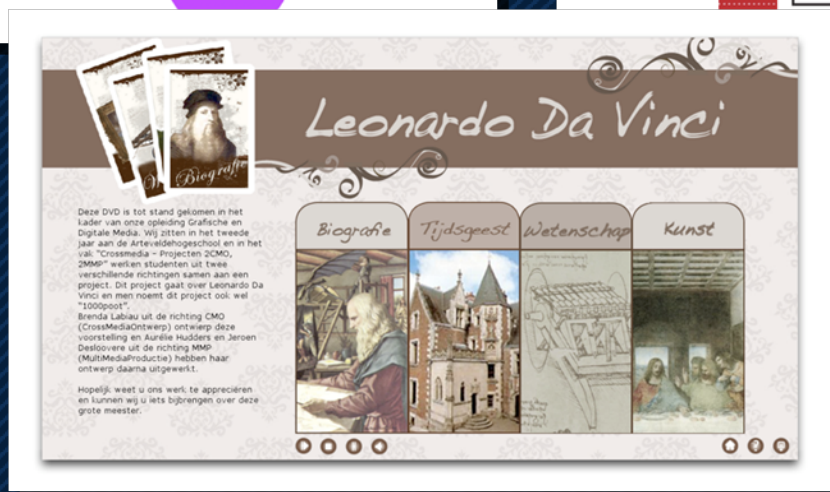 Leonardo Da Vinci
Biografie
Deze DVD is tot stand gekomen in het
kader van onze opleiding Grafische en
Digitale Media. Wij zitten in het tweede
jaar aan de Arteveldehogeschool en in het
vak "Crossmedia - Projecten 2CMO,
2MMP" werken studenten uit twee
verschillende richtingen samen aan een
project. Dit project gaat over Leonardo Da
Vinci en men noemt dit project ook wel
"1000poot".
Brenda Labiau uit de richting CMO
(CrossMediaOntwerp) ontwierp deze
voorstelling en Aurélie Hudders en Jeroen
Desloovere uit de richting MMP
(MultiMediaProductie) hebben haar
ontwerp daarna uitgewerkt.
Hopelijk weet u ons werk te appreciëren
en kunnen wij u iets bijbrengen over deze
grote meester.
Biografie
Tijdsgeest
Wetenschap
Kunst